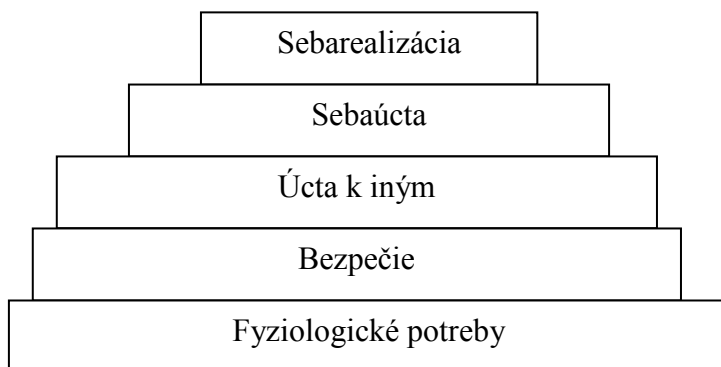 Sebarealizácia
Sebaúcta
Úcta k iným
Bezpečie
Fyziologické potreby